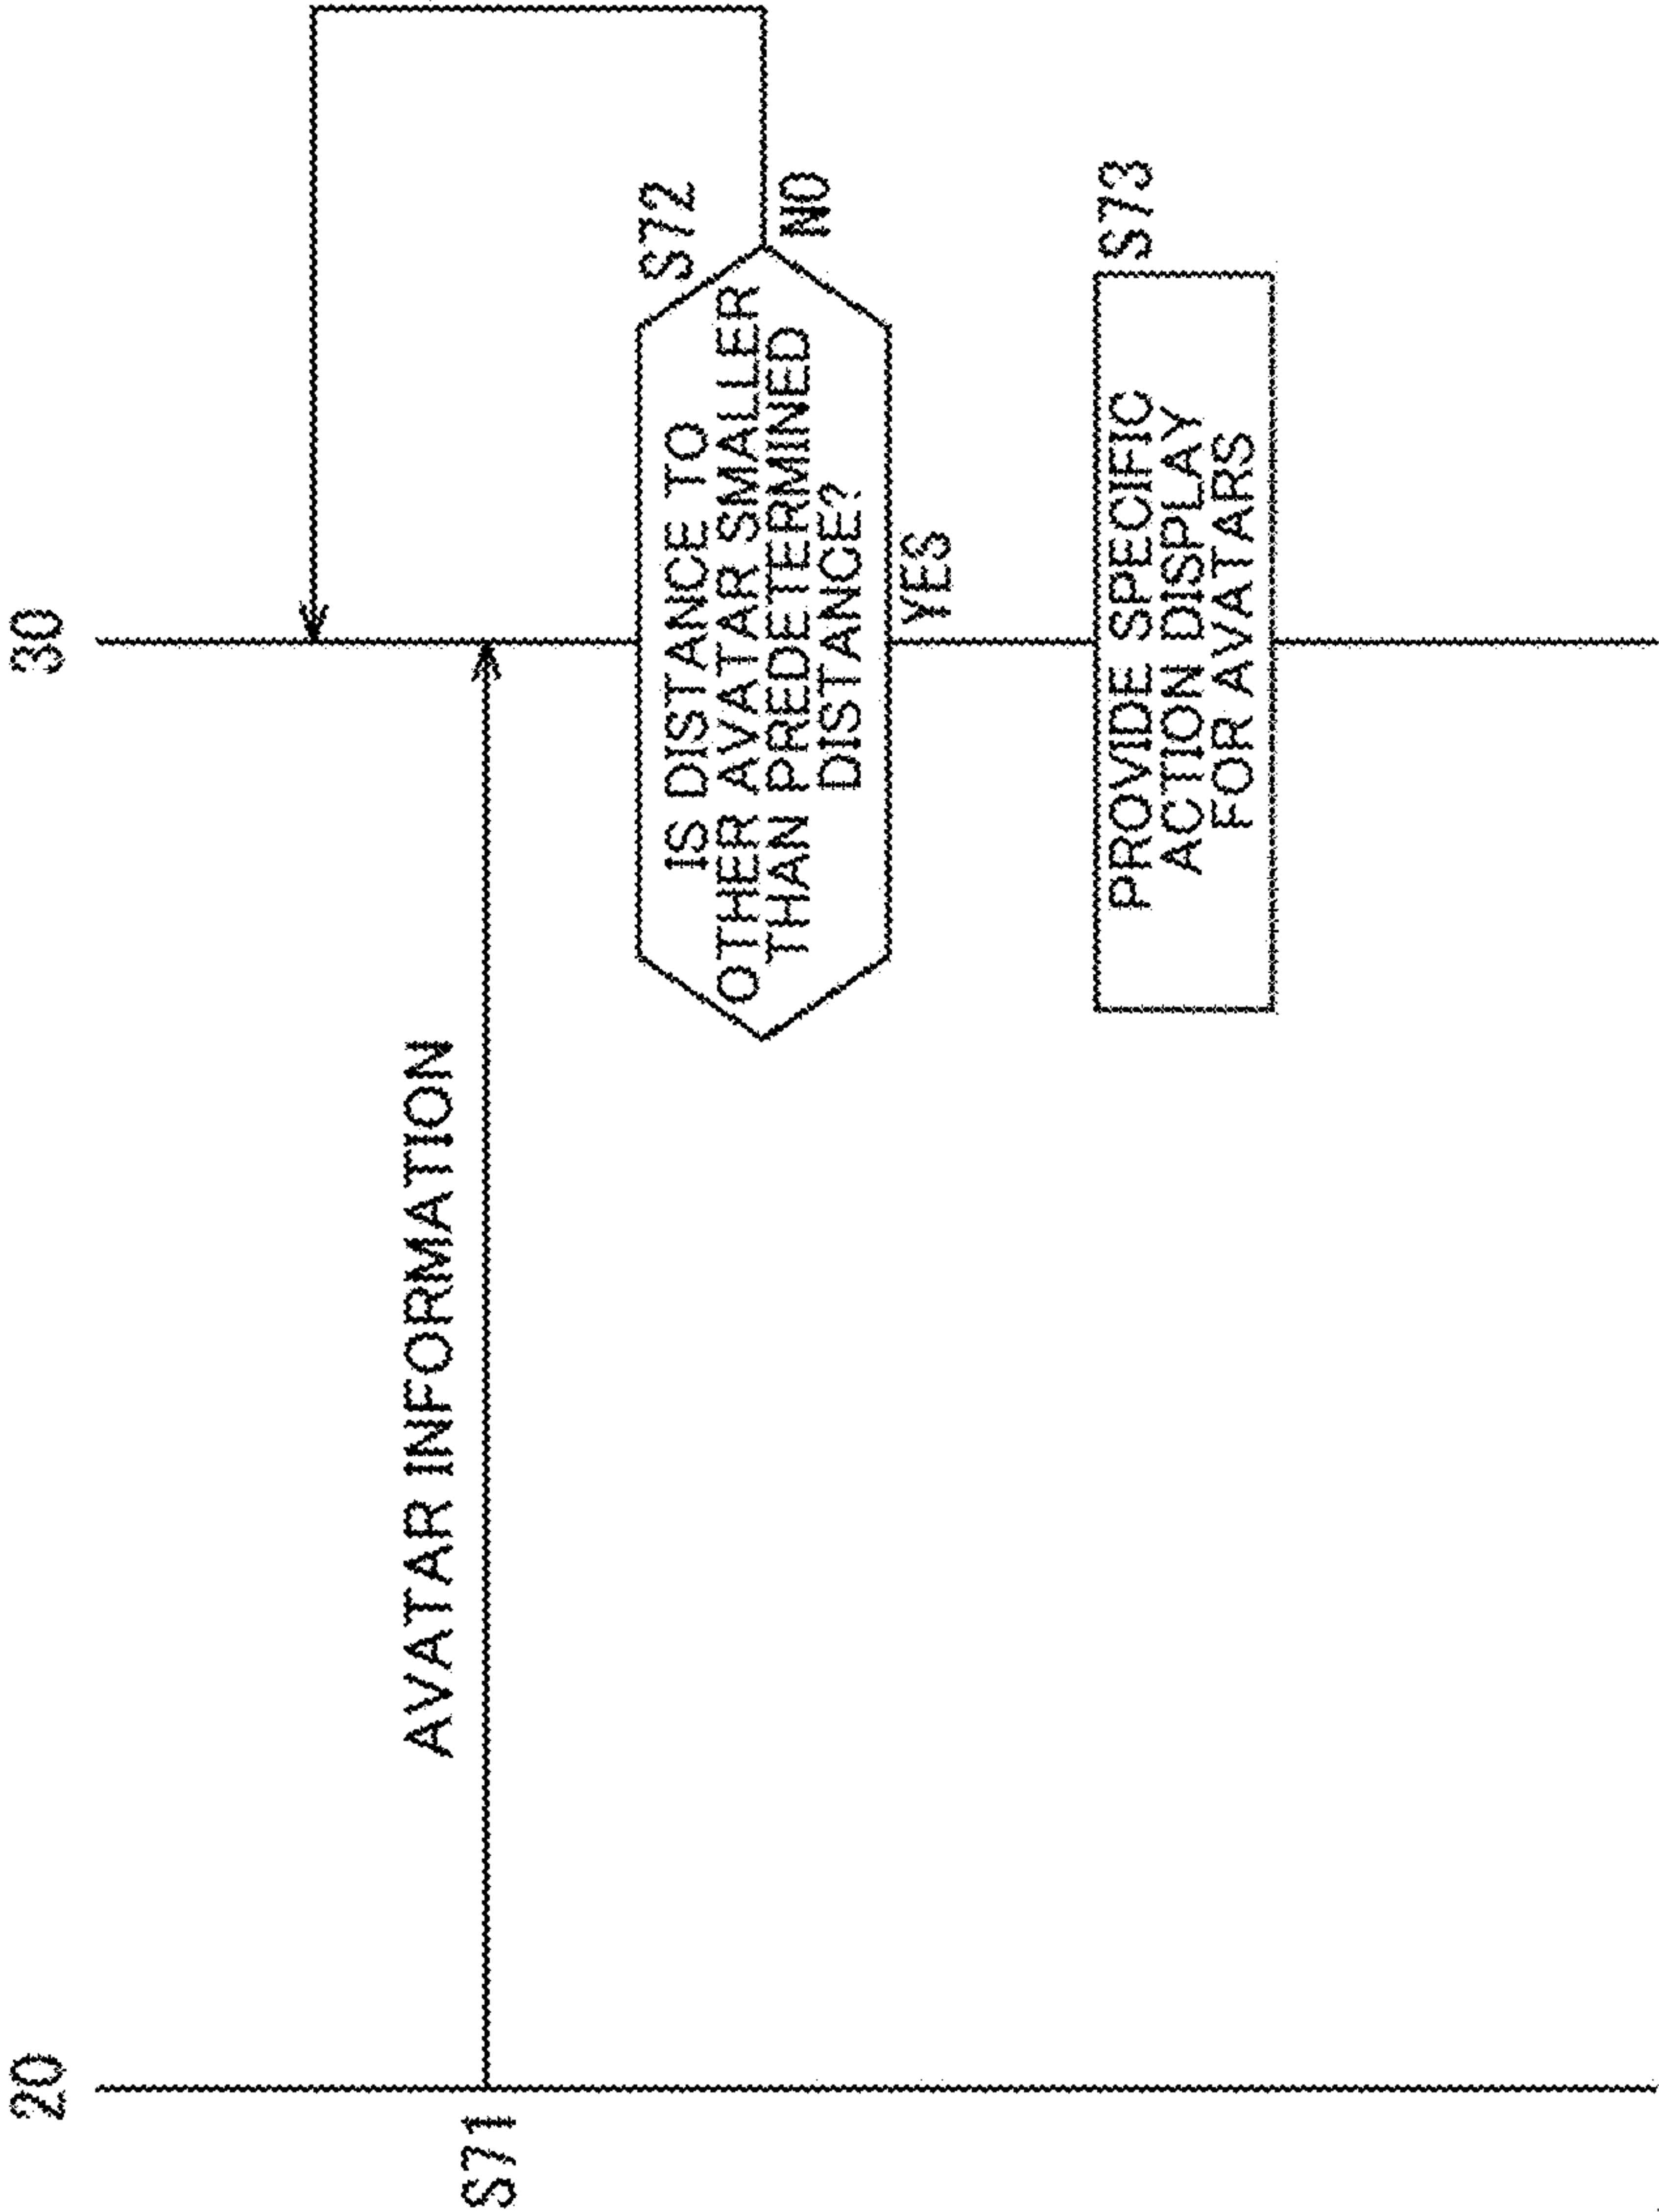 20
30
AVATAR INFORMATION
S71
S72
IS DISTANCE TO
OTHER AVATAR SMALLER
THAN PREDETERMINED
DISTANCE?
NO
YES
S73
PROVIDE SPECIFIC
ACTION DISPLAY
FOR AVATARS